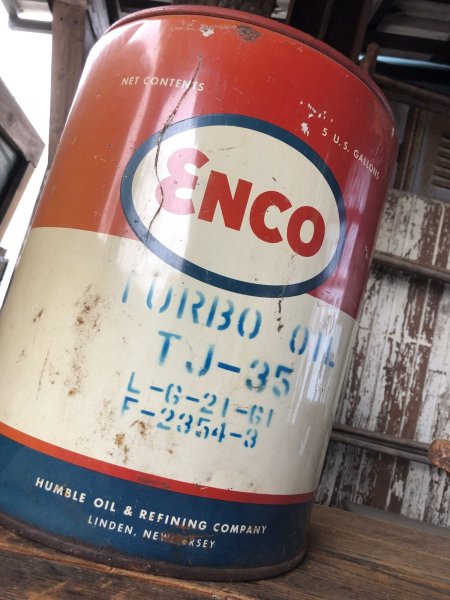 NET CONTENTS
5 U.S. GALLONS
ENCO
TURBO OIL
TJ-35
L-6-21-61
F-2354-3
HUMBLE OIL & REFINING COMPANY
LINDEN, NEW JERSEY